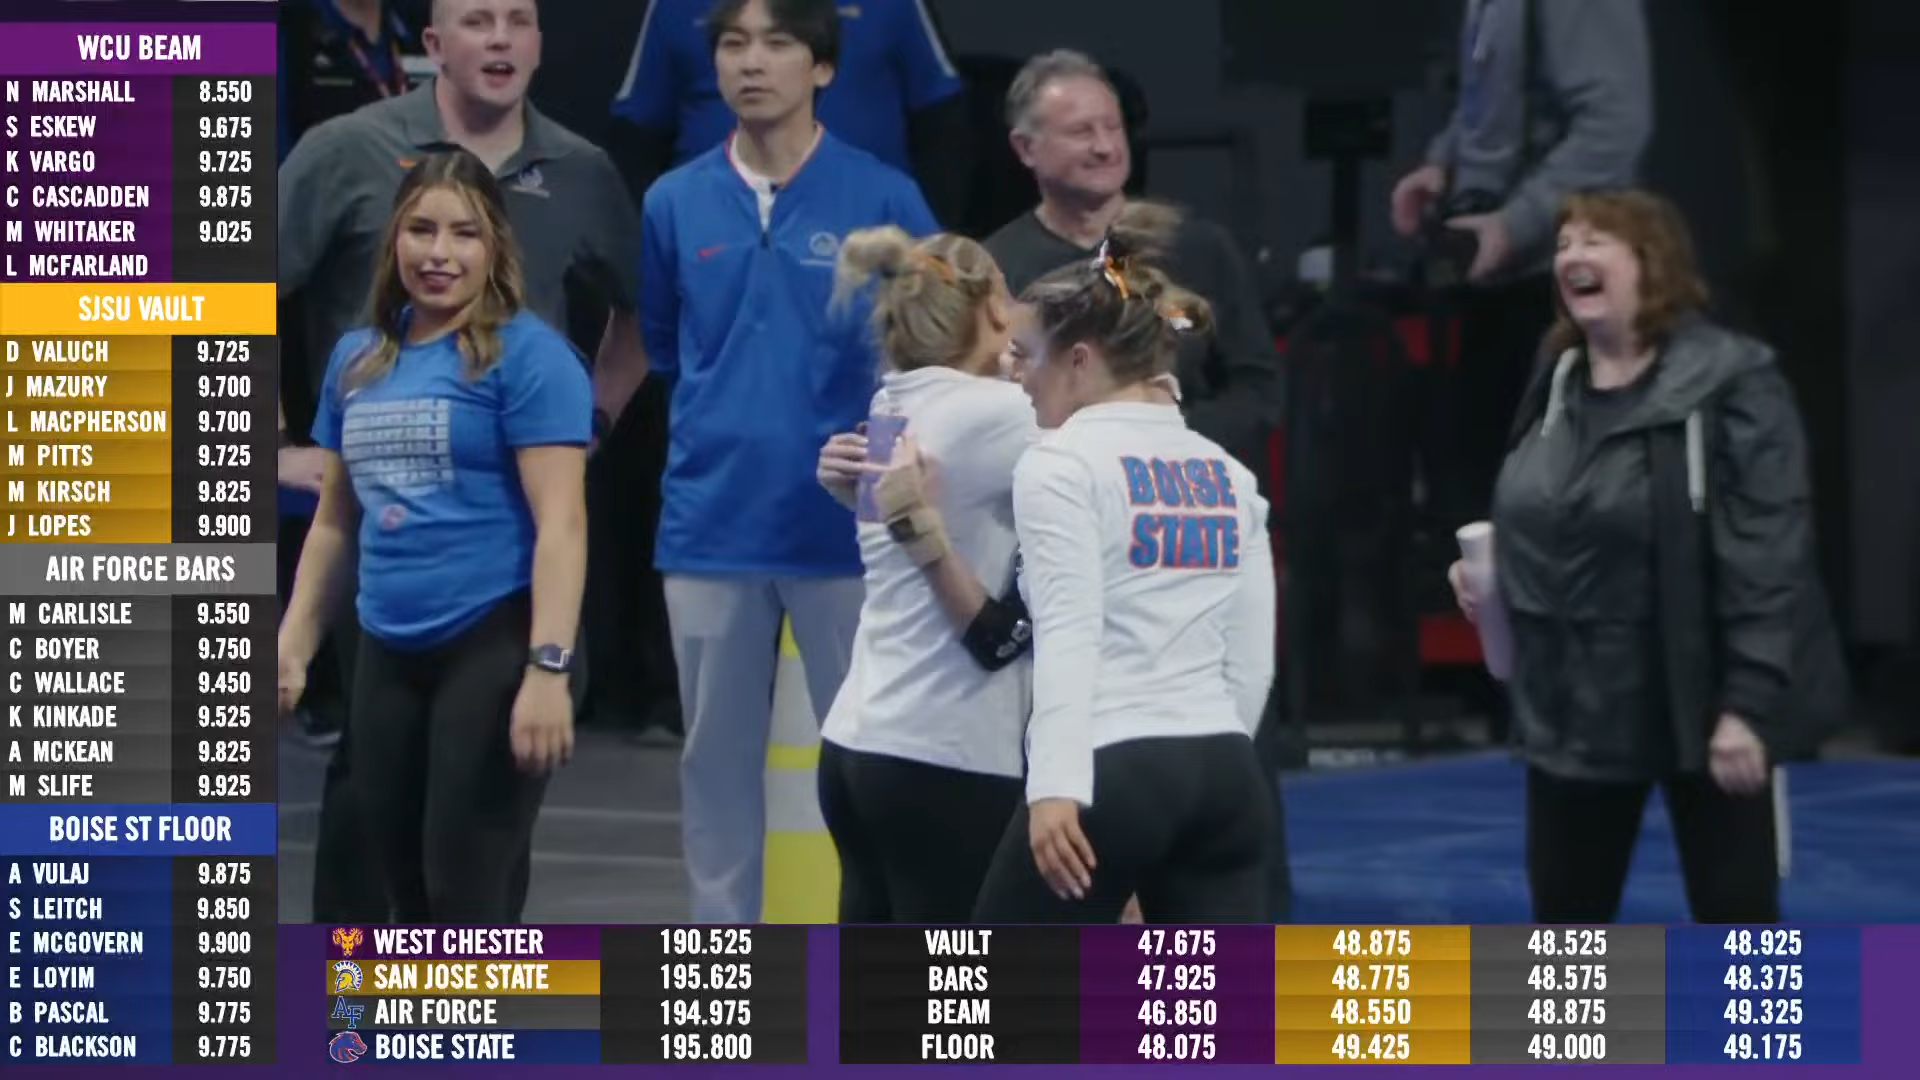 WCU BEAM
N MARSHALL 8.550
S ESKEW 9.675
K VARGO 9.725
C CASCADDEN 9.875
M WHITAKER 9.025
L MCFARLAND
SJSU VAULT
D VALUCH 9.725
J MAZURY 9.700
L MACPHERSON 9.700
M PITTS 9.725
M KIRSCH 9.825
J LOPES 9.900
AIR FORCE BARS
M CARLISLE 9.550
C BOYER 9.750
C WALLACE 9.450
K KINKADE 9.525
A MCKEAN 9.825
M SLIFE 9.925
BOISE ST FLOOR
A VULAJ 9.875
S LEITCH 9.850
E MCGOVERN 9.900
E LOYIM 9.750
B PASCAL 9.775
C BLACKSON 9.775
BOISE
STATE
WEST CHESTER 190.525
SAN JOSE STATE 195.625
AF AIR FORCE 194.975
BOISE STATE 195.800
VAULT 47.675 48.875 48.525 48.925
BARS 47.925 48.775 48.575 48.375
BEAM 46.850 48.550 48.875 49.325
FLOOR 48.075 49.425 49.000 49.175